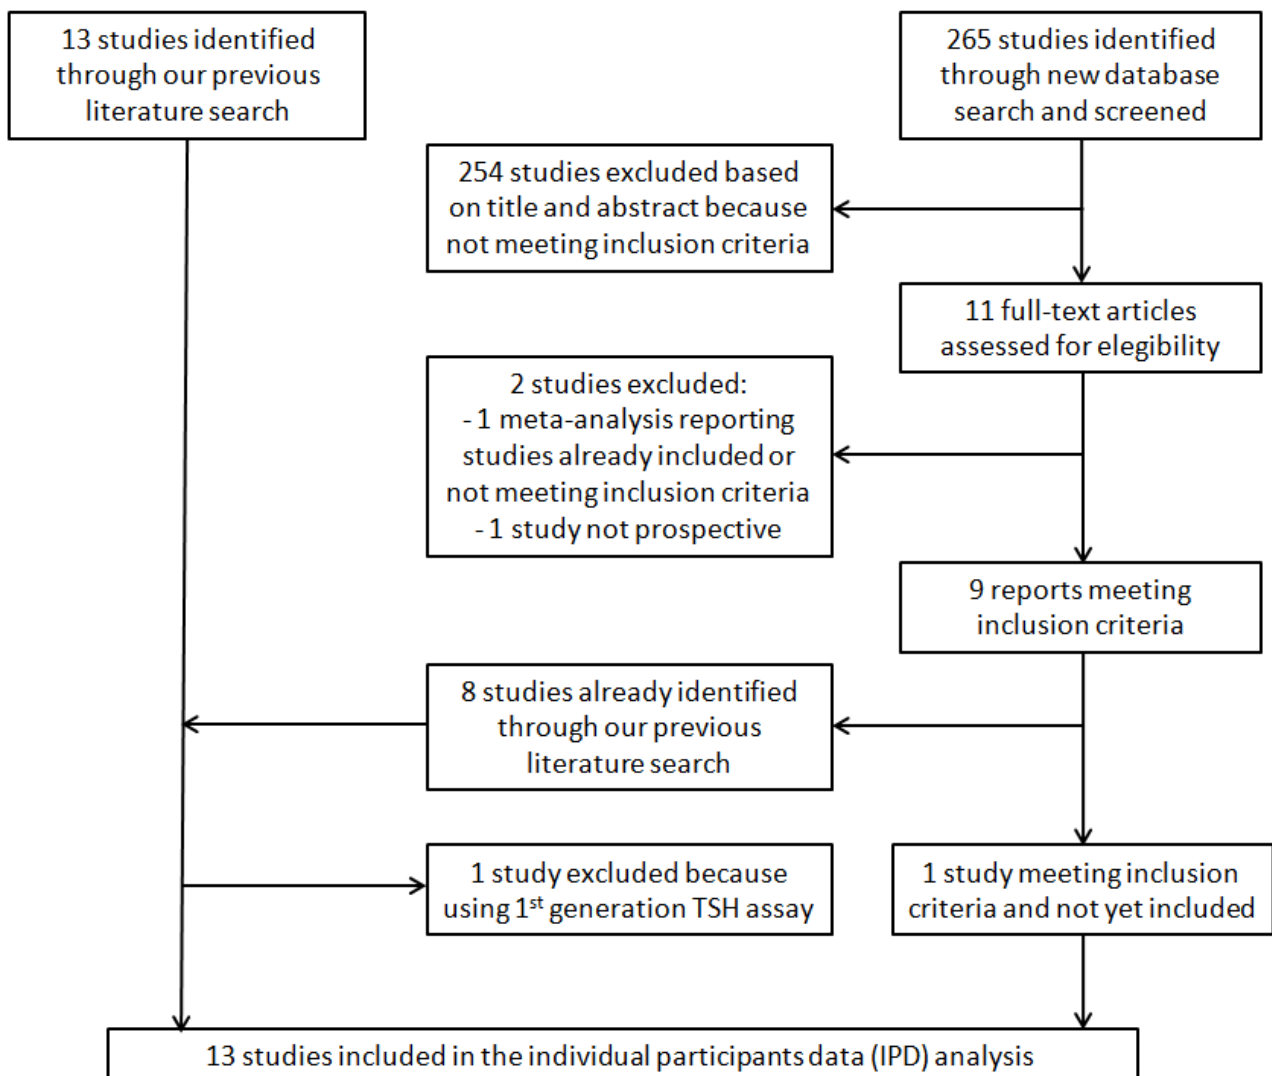 13 studies identified
through our previous
literature search
265 studies identified
through new database
search and screened
254 studies excluded based
on title and abstract because
not meeting inclusion criteria
11 full-text articles
assessed for elegibility
2 studies excluded:
- 1 meta-analysis reporting
studies already included or
not meeting inclusion criteria
- 1 study not prospective
9 reports meeting
inclusion criteria
8 studies already identified
through our previous
literature search
1 study excluded because
using 1st generation TSH assay
1 study meeting inclusion
criteria and not yet included
13 studies included in the individual participants data (IPD) analysis